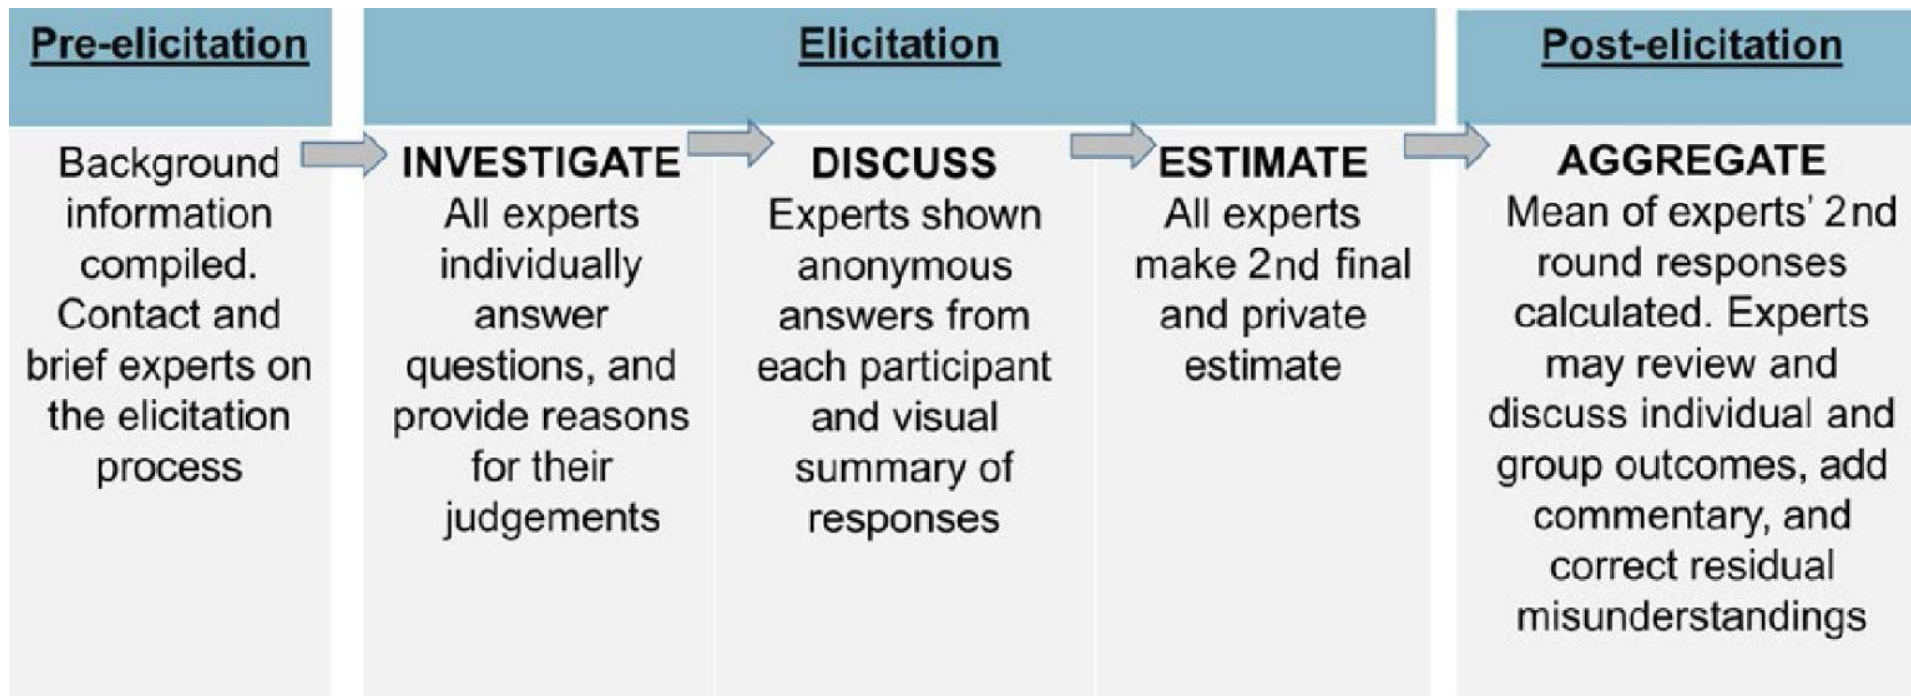 Pre-elicitation
Background
information
compiled.
Contact and
brief experts on
the elicitation
process
Elicitation
INVESTIGATE
All experts
individually
answer
questions, and
provide reasons
for their
judgements
DISCUSS
Experts shown
anonymous
answers from
each participant
and visual
summary of
responses
ESTIMATE
All experts
make 2nd final
and private
estimate
Post-elicitation
AGGREGATE
Mean of experts’ 2nd
round responses
calculated. Experts
may review and
discuss individual and
group outcomes, add
commentary, and
correct residual
misunderstandings